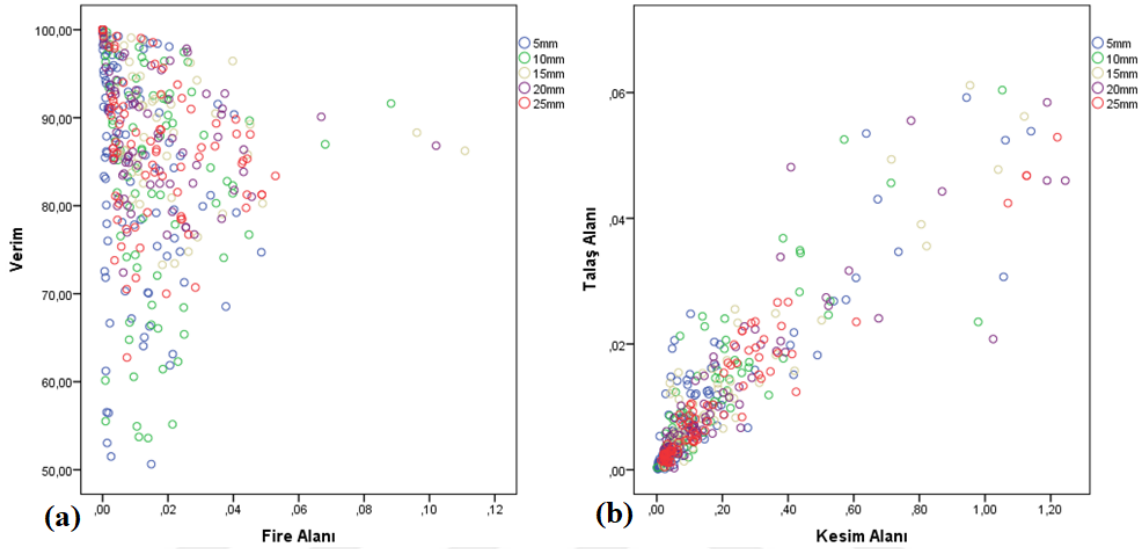 100,00
90,00
80,00
70,00
60,00
50,00
Verim
,00
,02
,04
,06
,08
,10
,12
Fire Alanı
(a)
5mm
10mm
15mm
20mm
25mm
,06
,04
,02
,00
Talaş Alanı
,00
,20
,40
,60
,80
1,00
1,20
Kesim Alanı
(b)
5mm
10mm
15mm
20mm
25mm